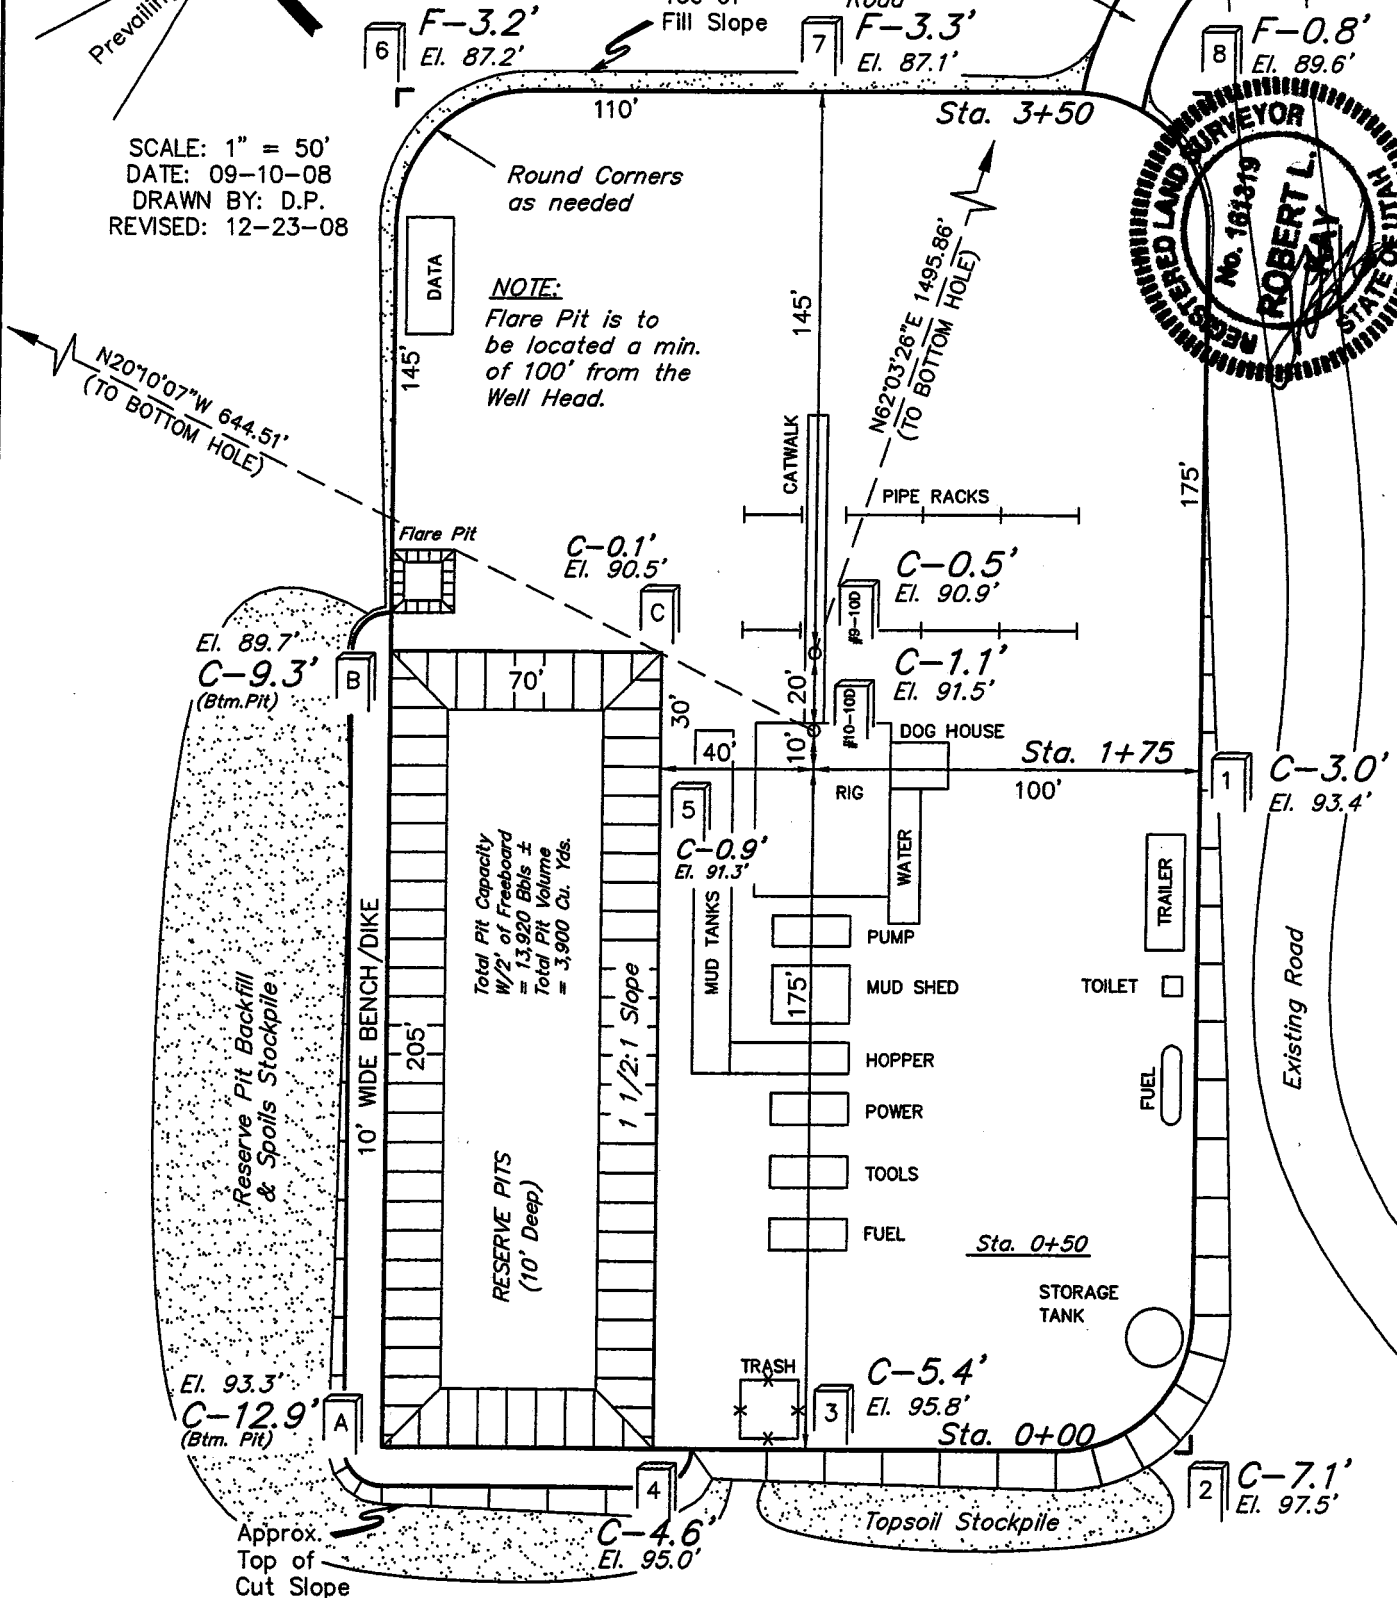 Prevailing
Toe of
Fill Slope
Road
6
F-3.2'
El. 87.2'
7
F-3.3'
El. 87.1'
8
F-0.8'
El. 89.6'
110'
Sta. 3+50
SCALE: 1" = 50'
DATE: 09-10-08
DRAWN BY: D.P.
REVISED: 12-23-08
Round Corners
as needed
REGISTERED LAND SURVEYOR
No. 161319
ROBERT L.
KAY
STATE OF UTAH
DATA
NOTE:
Flare Pit is to
be located a min.
of 100' from the
Well Head.
145'
145'
N62°03'26"E 1495.86'
(TO BOTTOM HOLE)
N20°10'07"W 644.51'
(TO BOTTOM HOLE)
CATWALK
PIPE RACKS
175'
Flare Pit
C-0.1'
El. 90.5'
C
C-0.5'
El. 90.9'
#9-10D
El. 89.7'
C-9.3'
(Btm.Pit)
B
70'
30'
20'
C-1.1'
El. 91.5'
#10-10D
DOG HOUSE
40'
10'
Sta. 1+75
100'
RIG
1
C-3.0'
El. 93.4'
5
C-0.9'
El. 91.3'
Total Pit Capacity
W/2' of Freeboard
= 13,920 Bbls ±
Total Pit Volume
= 3,900 Cu. Yds.
MUD TANKS
WATER
TRAILER
PUMP
MUD SHED
175'
TOILET
HOPPER
POWER
FUEL
TOOLS
FUEL
Reserve Pit Backfill
& Spoils Stockpile
10' WIDE BENCH/DIKE
205'
1 1/2:1 Slope
RESERVE PITS
(10' Deep)
Existing Road
Sta. 0+50
STORAGE
TANK
TRASH
El. 93.3'
C-12.9'
(Btm. Pit)
A
3
C-5.4'
El. 95.8'
Sta. 0+00
4
C-4.6'
El. 95.0'
2
C-7.1'
El. 97.5'
Topsoil Stockpile
Approx.
Top of
Cut Slope